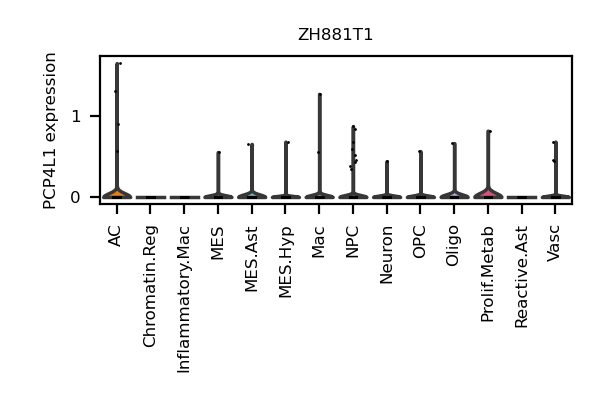 ZH881T1
PCP4L1 expression
1
0
AC
Chromatin.Reg
Inflammatory.Mac
MES
MES.Ast
MES.Hyp
Mac
NPC
Neuron
OPC
Oligo
Prolif.Metab
Reactive.Ast
Vasc